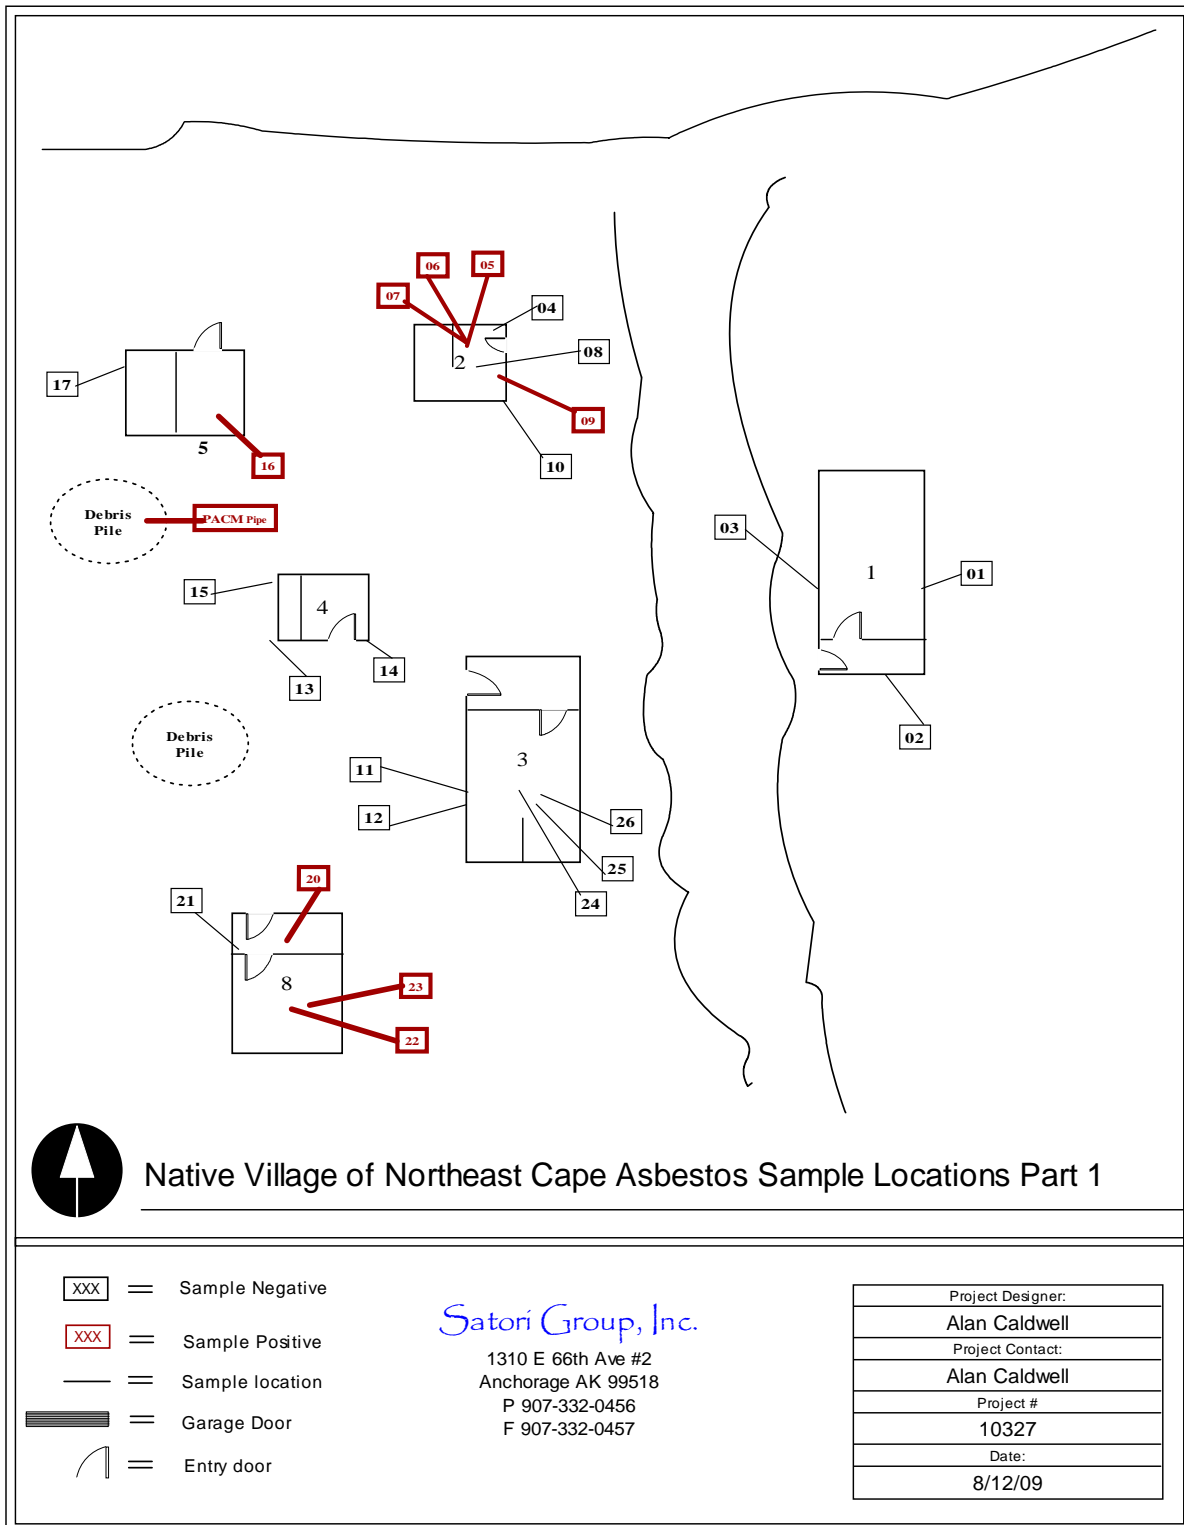 06
05
07
04
2
08
17
09
5
16
10
Debris
Pile
PACM Pipe
03
1
01
15
4
13
14
02
Debris
Pile
3
11
12
26
25
24
20
21
8
23
22
Native Village of Northeast Cape Asbestos Sample Locations Part 1
XXX = Sample Negative
XXX = Sample Positive
= Sample location
= Garage Door
= Entry door
Satori Group, Inc.
1310 E 66th Ave #2
Anchorage AK 99518
P 907-332-0456
F 907-332-0457
Project Designer:
Alan Caldwell
Project Contact:
Alan Caldwell
Project #
10327
Date:
8/12/09